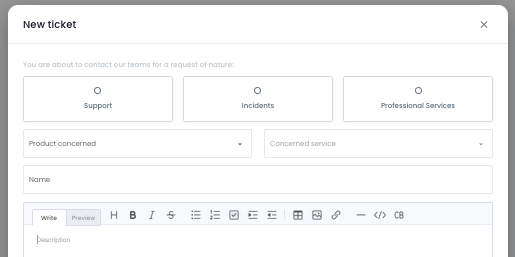 New ticket
You are about to contact our teams for a request of nature:
Support Incidents Professional Services
Product concerned Concerned service
Name
Write Preview H B I S CB
Description